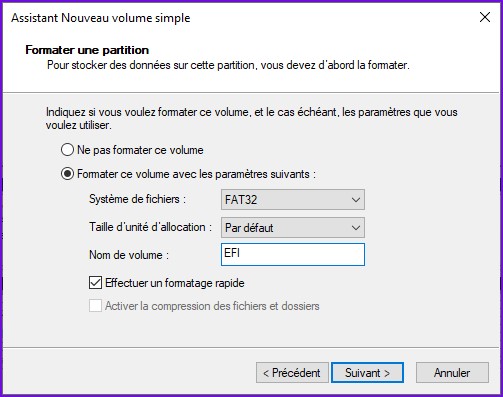 Assistant Nouveau volume simple
Formater une partition
Pour stocker des données sur cette partition, vous devez d'abord la formater.
Indiquez si vous voulez formater ce volume, et le cas échéant, les paramètres que vous
voulez utiliser.
Ne pas formater ce volume
Formater ce volume avec les paramètres suivants :
Système de fichiers : FAT32
Taille d'unité d'allocation : Par défaut
Nom de volume : EFI
Effectuer un formatage rapide
Activer la compression des fichiers et dossiers
< Précédent Suivant > Annuler